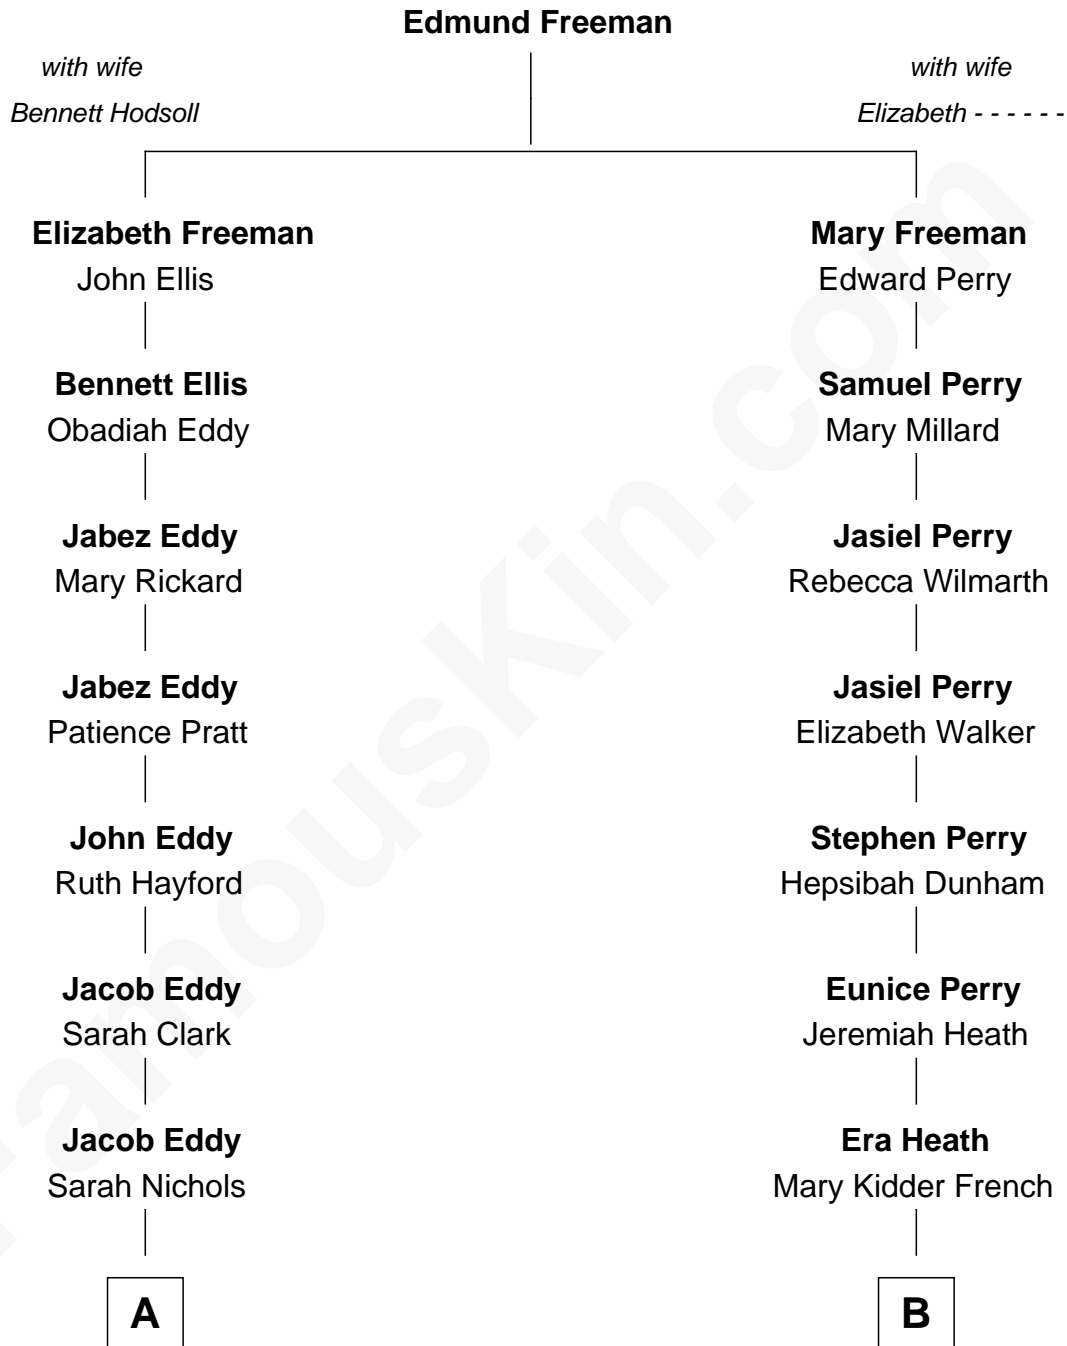 Edmund Freeman
with wife
Bennett Hodsoll
with wife
Elizabeth - - - - - -
Elizabeth Freeman
John Ellis
Mary Freeman
Edward Perry
Bennett Ellis
Obadiah Eddy
Samuel Perry
Mary Millard
Jabez Eddy
Mary Rickard
Jasiel Perry
Rebecca Wilmarth
Jabez Eddy
Patience Pratt
Jasiel Perry
Elizabeth Walker
John Eddy
Ruth Hayford
Stephen Perry
Hepsibah Dunham
Jacob Eddy
Sarah Clark
Eunice Perry
Jeremiah Heath
Jacob Eddy
Sarah Nichols
Era Heath
Mary Kidder French
A
B
FamousKin.com